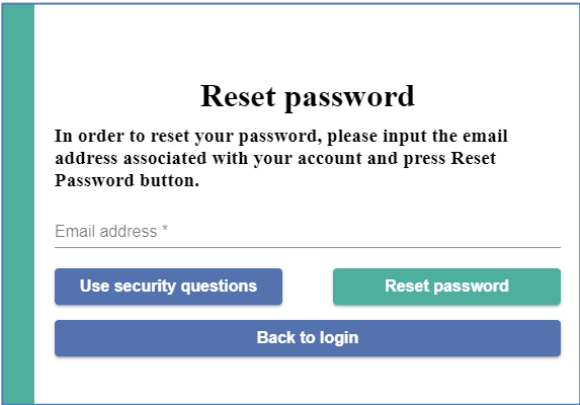 Reset password
In order to reset your password, please input the email
address associated with your account and press Reset
Password button.
Email address *
Use security questions
Reset password
Back to login